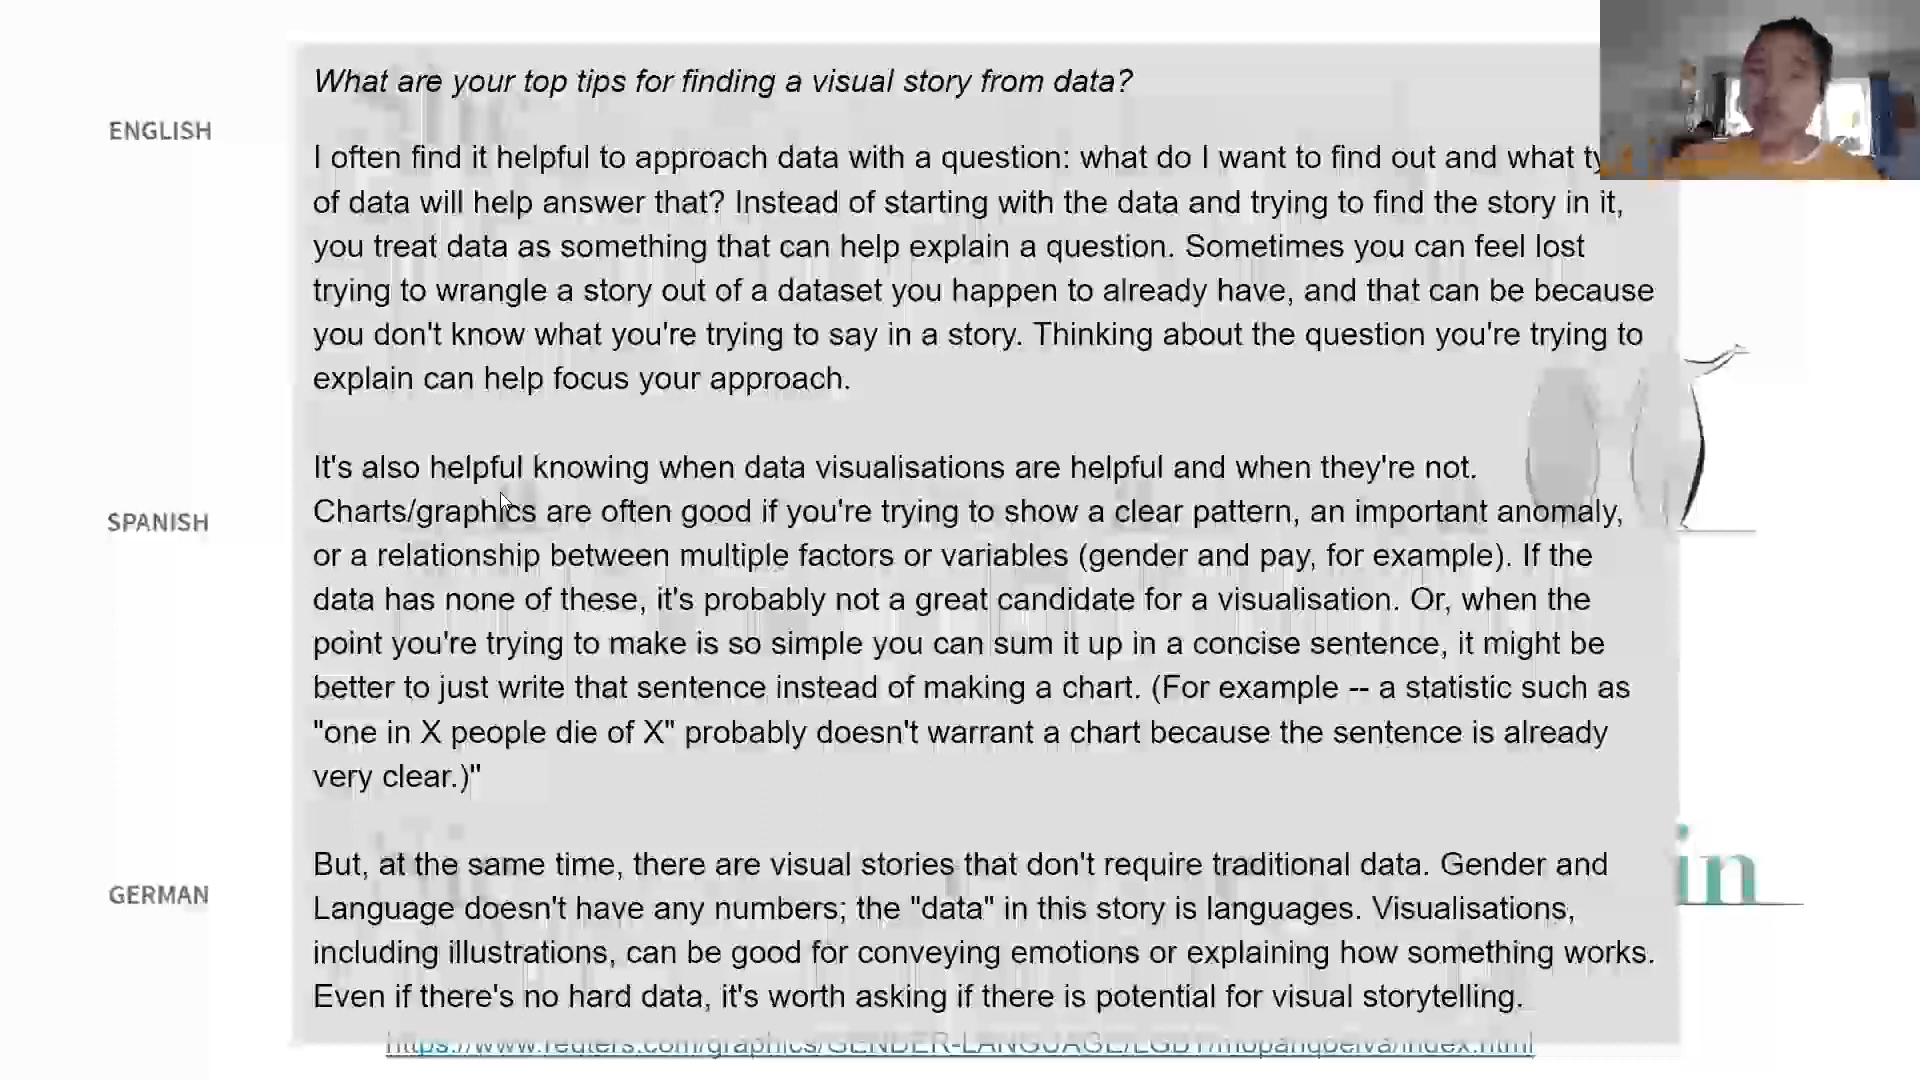 What are your top tips for finding a visual story from data?
ENGLISH
I often find it helpful to approach data with a question: what do I want to find out and what
of data will help answer that? Instead of starting with the data and trying to find the story in it,
you treat data as something that can help explain a question. Sometimes you can feel lost
trying to wrangle a story out of a dataset you happen to already have, and that can be because
you don't know what you're trying to say in a story. Thinking about the question you're trying to
explain can help focus your approach.
It's also helpful knowing when data visualisations are helpful and when they're not.
SPANISH
Charts/graphics are often good if you're trying to show a clear pattern, an important anomaly,
or a relationship between multiple factors or variables (gender and pay, for example). If the
data has none of these, it's probably not a great candidate for a visualisation. Or, when the
point you're trying to make is so simple you can sum it up in a concise sentence, it might be
better to just write that sentence instead of making a chart. (For example -- a statistic such as
"one in X people die of X" probably doesn't warrant a chart because the sentence is already
very clear.)"
But, at the same time, there are visual stories that don't require traditional data. Gender and
in
GERMAN
Language doesn't have any numbers; the "data" in this story is languages. Visualisations,
including illustrations, can be good for conveying emotions or explaining how something works.
Even if there's no hard data, it's worth asking if there is potential for visual storytelling.